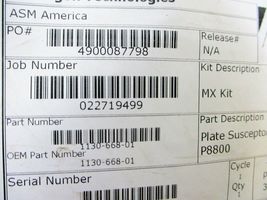 ASM America
PO#
4900087798
Release#
N/A
Job Number
022719499
Kit Description
MX Kit
Part Number
1130-668-01
OEM Part Number
1130-668-01
Part Description
Plate Susceptor
P8800
Serial Number
Cycle
1
Qty
1